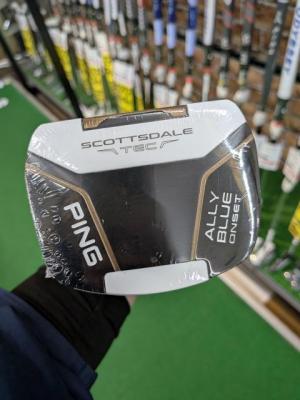 SCOTTSDALE
TEC
PING
ALLY
BLUE
ONSET